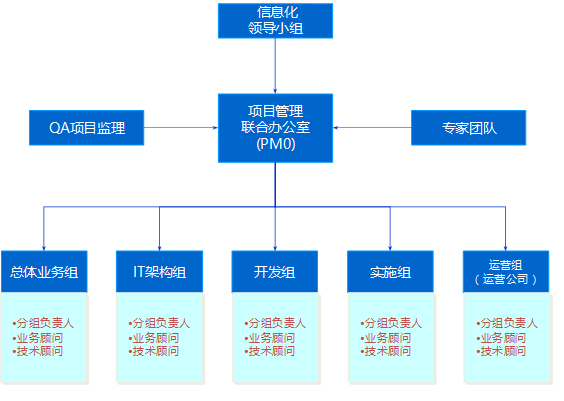 信息化
领导小组
项目管理
联合办公室
(PM0)
QA项目监理
专家团队
总体业务组
IT架构组
开发组
实施组
运营组
（运营公司）
•分组负责人
•业务顾问
•技术顾问
•分组负责人
•业务顾问
•技术顾问
•分组负责人
•业务顾问
•技术顾问
•分组负责人
•业务顾问
•技术顾问
•分组负责人
•业务顾问
•技术顾问